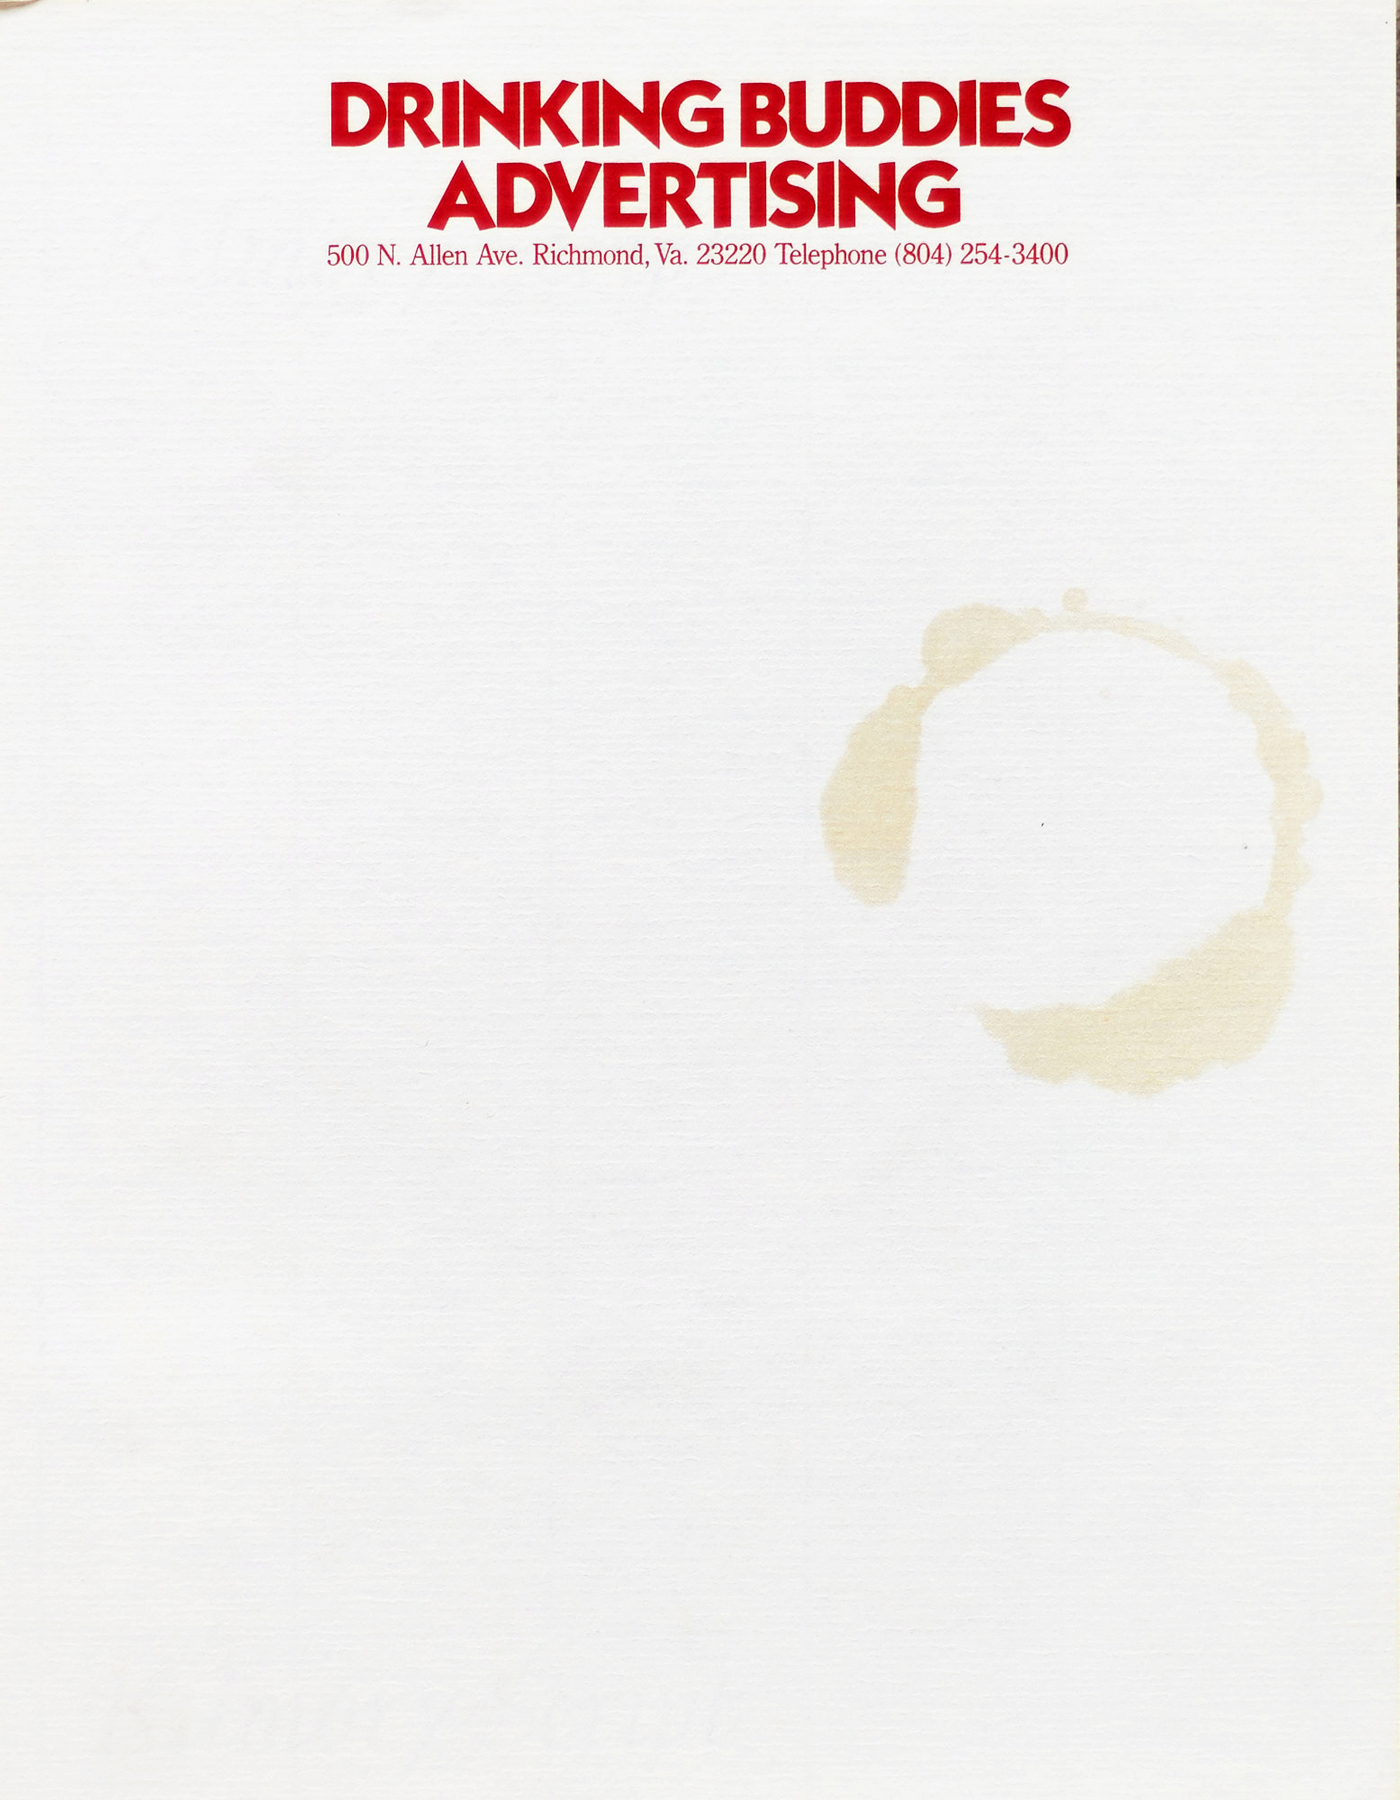 DRINKING BUDDIES
ADVERTISING
500 N. Allen Ave. Richmond, Va. 23220 Telephone (804) 254-3400